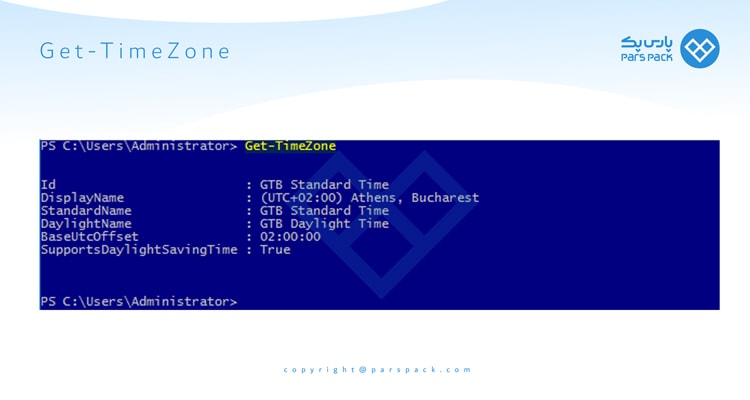 Get-TimeZone
پارس پک
Pars Pack
PS C:\Users\Administrator> Get-TimeZone
Id : GTB Standard Time
DisplayName : (UTC+02:00) Athens, Bucharest
StandardName : GTB Standard Time
DaylightName : GTB Daylight Time
BaseUtcOffset : 02:00:00
SupportsDaylightSavingTime : True
PS C:\Users\Administrator>
copyright@parspack.com